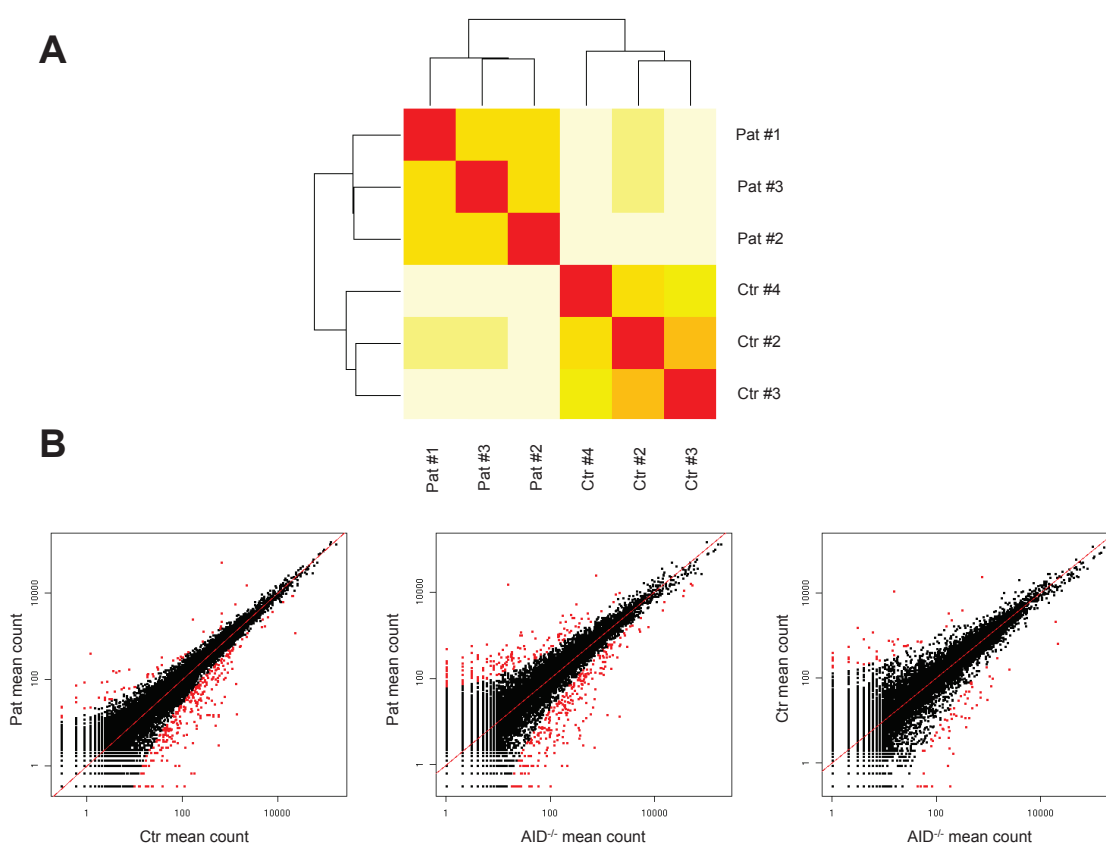 A
Pat #1
Pat #3
Pat #2
Ctr #4
Ctr #2
Ctr #3
Pat #1
Pat #3
Pat #2
Ctr #4
Ctr #2
Ctr #3
B
Pat mean count
10000
100
1
1
100
10000
Ctr mean count
Pat mean count
10000
100
1
1
100
10000
AID-/- mean count
Ctr mean count
10000
100
1
1
100
10000
AID-/- mean count